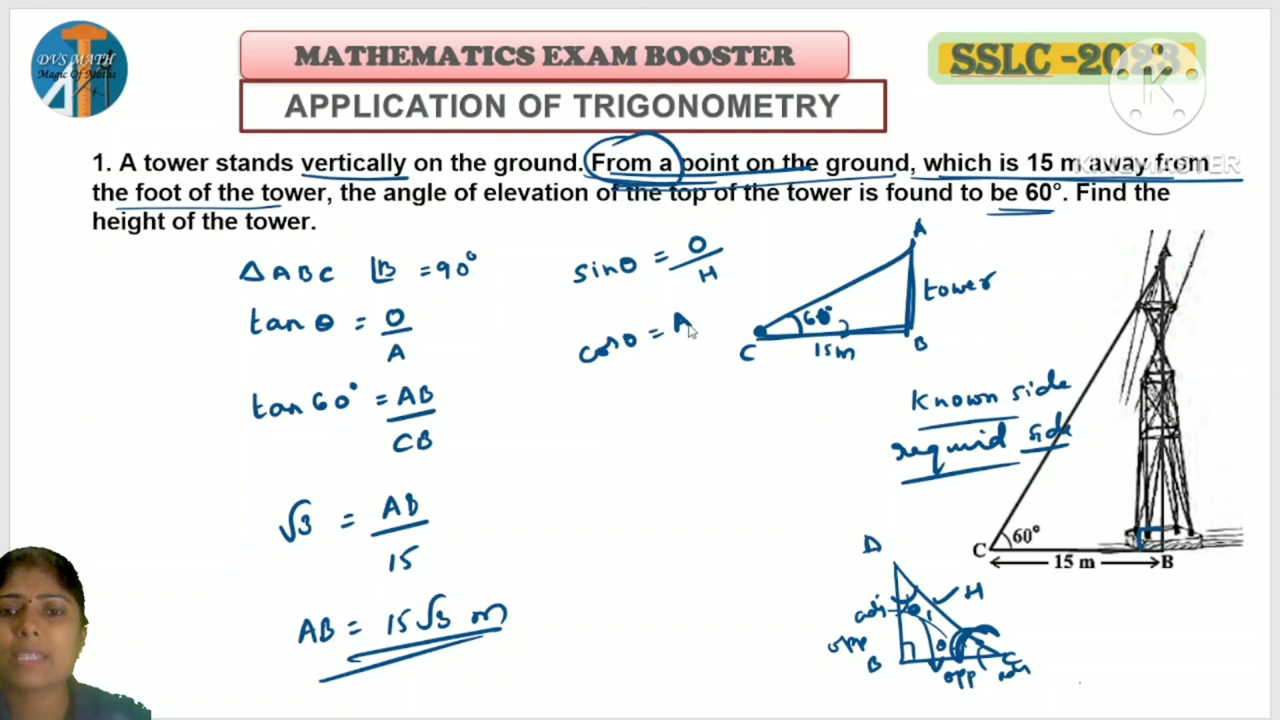 DVS MATH
Magic Of Maths
MATHEMATICS EXAM BOOSTER
SSLC -2023
APPLICATION OF TRIGONOMETRY
K
KINEMASTER
1. A tower stands vertically on the ground. From a point on the ground, which is 15 m away from
the foot of the tower, the angle of elevation of the top of the tower is found to be 60°. Find the
height of the tower.
Δ ABC ∟B = 90°
tan θ = O/A
tan 60° = AB/CB
√3 = AB/15
AB = 15√3 m
sin θ = O/H
cos θ = A
A
tower
60°
C
15m
B
Known side
requird side
A
60°
C
15 m
B
D
H
adj
θ
opp
θ
B
C
opp
adj